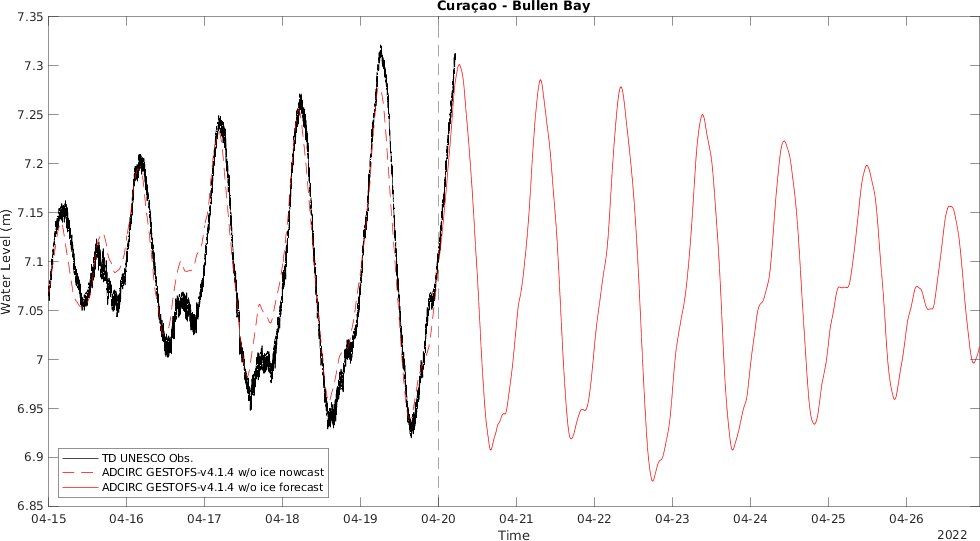 Curaçao - Bullen Bay
7.35
7.3
7.25
7.2
7.15
7.1
7.05
7
6.95
6.9
6.85
Water Level (m)
TD UNESCO Obs.
ADCIRC GESTOFS-v4.1.4 w/o ice nowcast
ADCIRC GESTOFS-v4.1.4 w/o ice forecast
04-15 04-16 04-17 04-18 04-19 04-20 04-21 04-22 04-23 04-24 04-25 04-26
Time
2022